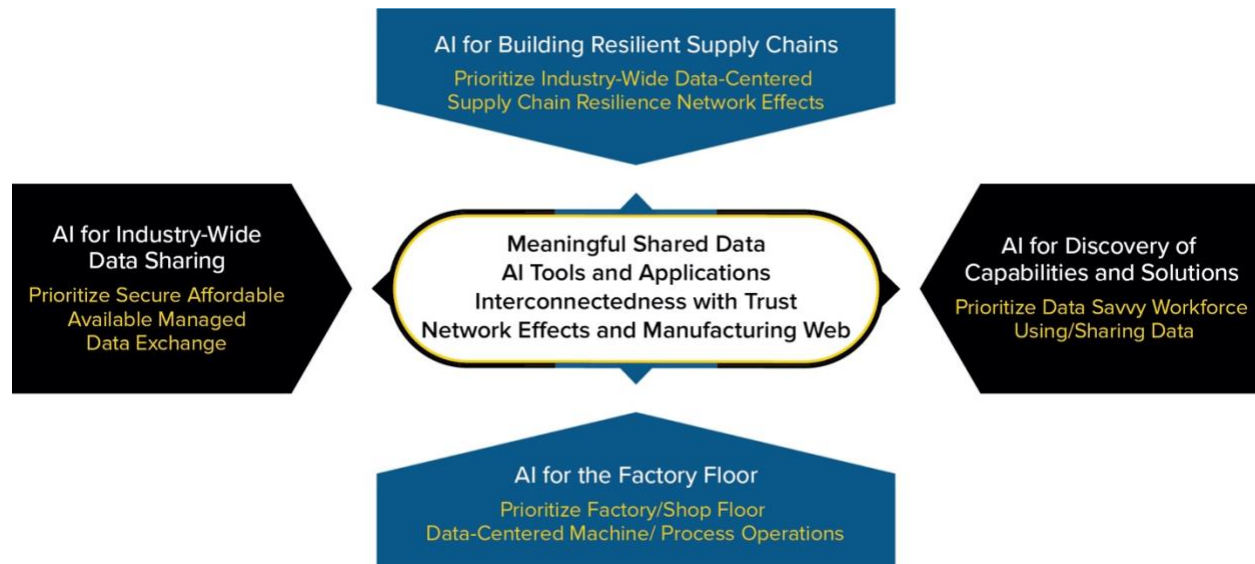 AI for Building Resilient Supply Chains
Prioritize Industry-Wide Data-Centered
Supply Chain Resilience Network Effects
AI for Industry-Wide
Data Sharing
Prioritize Secure Affordable
Available Managed
Data Exchange
Meaningful Shared Data
AI Tools and Applications
Interconnectedness with Trust
Network Effects and Manufacturing Web
AI for Discovery of
Capabilities and Solutions
Prioritize Data Savvy Workforce
Using/Sharing Data
AI for the Factory Floor
Prioritize Factory/Shop Floor
Data-Centered Machine/ Process Operations